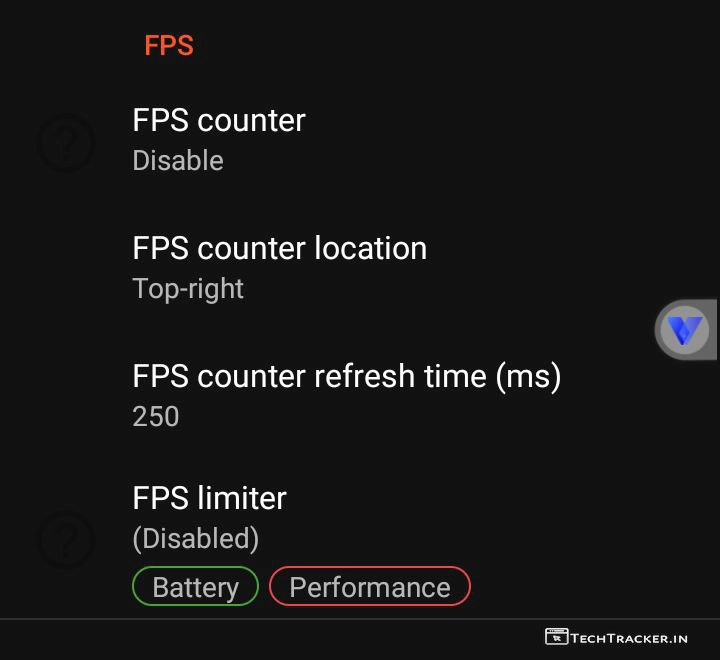 FPS
FPS counter
Disable
FPS counter location
Top-right
FPS counter refresh time (ms)
250
FPS limiter
(Disabled)
Battery Performance
TECHTRACKER.IN